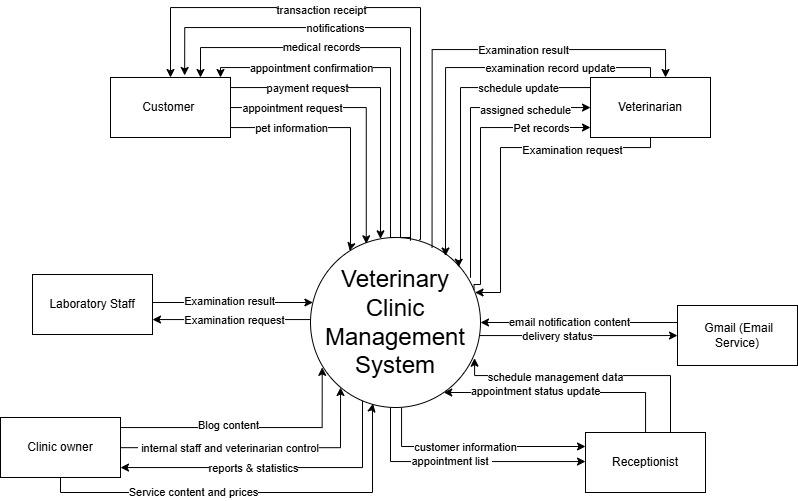 transaction receipt
notifications
medical records
appointment confirmation
payment request
appointment request
pet information
Customer
Examination result
examination record update
schedule update
assigned schedule
Pet records
Examination request
Veterinarian
Veterinary
Clinic
Management
System
Laboratory Staff
Examination result
Examination request
email notification content
delivery status
Gmail (Email
Service)
schedule management data
appointment status update
Clinic owner
Blog content
internal staff and veterinarian control
reports & statistics
Service content and prices
customer information
appointment list
Receptionist